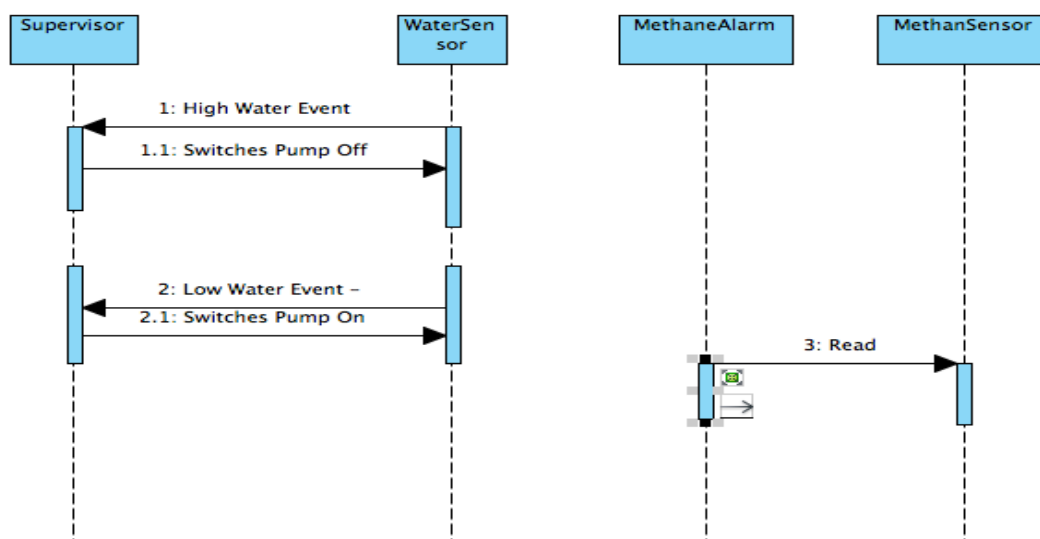 Supervisor
WaterSen
sor
MethaneAlarm
MethanSensor
1: High Water Event
1.1: Switches Pump Off
2: Low Water Event -
2.1: Switches Pump On
3: Read